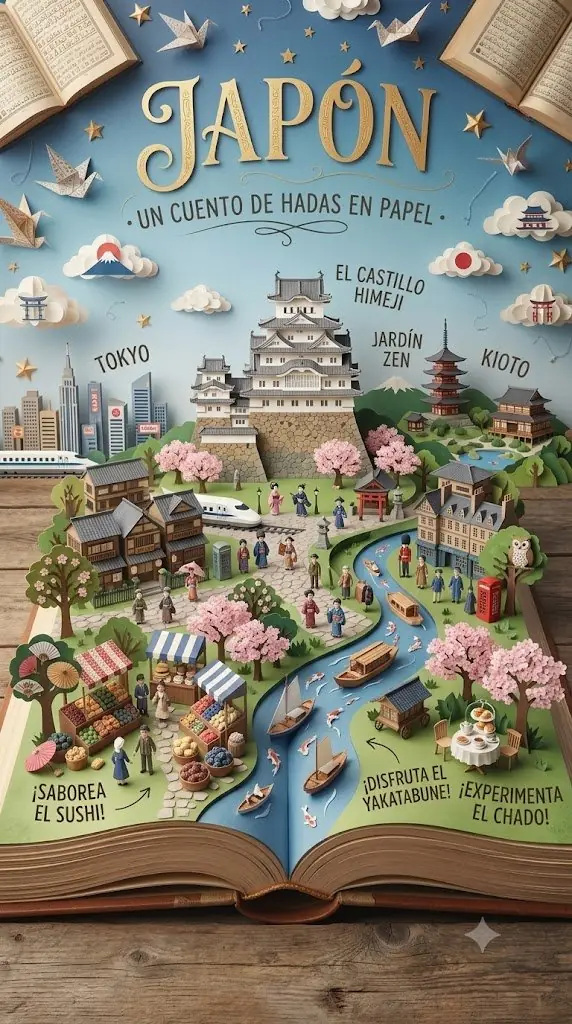 JAPÓN
· UN CUENTO DE HADAS EN PAPEL ·
EL CASTILLO
HIMEJI
TOKYO
JARDÍN
ZEN
KIOTO
¡SABOREA
EL SUSHI!
¡DISFRUTA EL
YAKATABUNE!
¡EXPERIMENTA
EL CHADO!